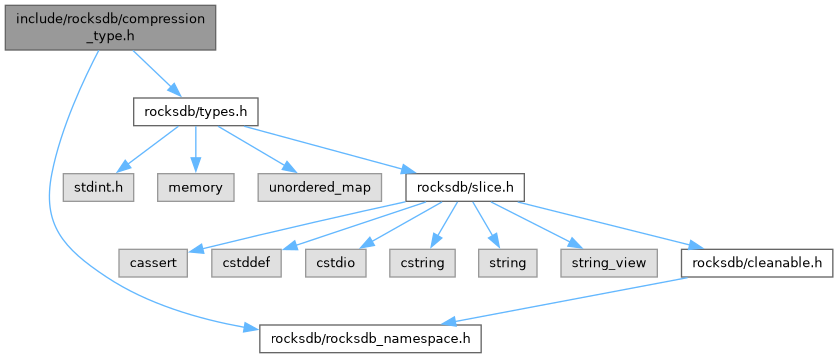 include/rocksdb/compression
_type.h
rocksdb/types.h
stdint.h
memory
unordered_map
rocksdb/slice.h
cassert
cstddef
cstdio
cstring
string
string_view
rocksdb/cleanable.h
rocksdb/rocksdb_namespace.h